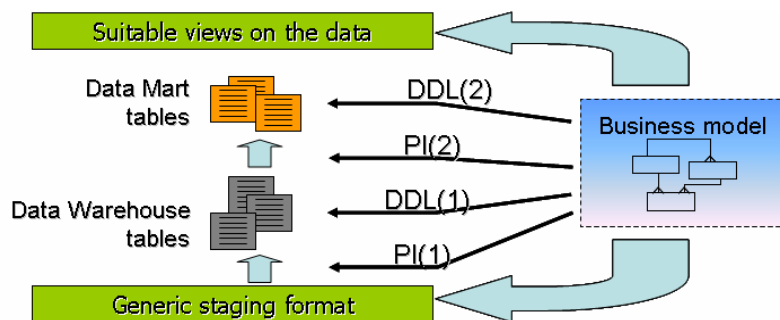 Suitable views on the data
Data Mart
tables
DDL(2)
Business model
PI(2)
Data Warehouse
tables
DDL(1)
PI(1)
Generic staging format